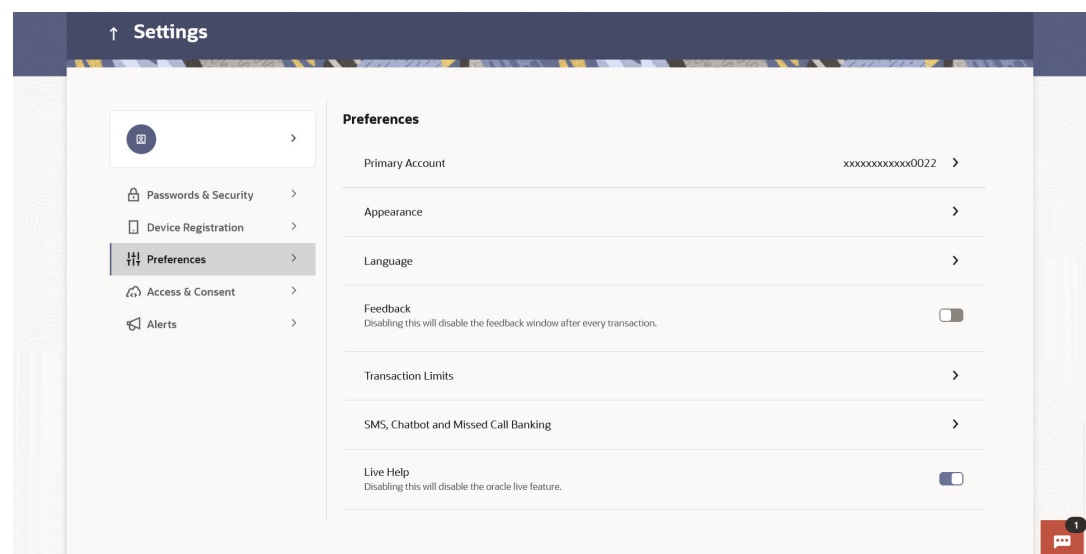 Settings
Preferences
Primary Account xxxxxxxxxxxx0022
Passwords & Security
Device Registration
Preferences
Access & Consent
Alerts
Appearance
Language
Feedback
Disabling this will disable the feedback window after every transaction.
Transaction Limits
SMS, Chatbot and Missed Call Banking
Live Help
Disabling this will disable the oracle live feature.
1